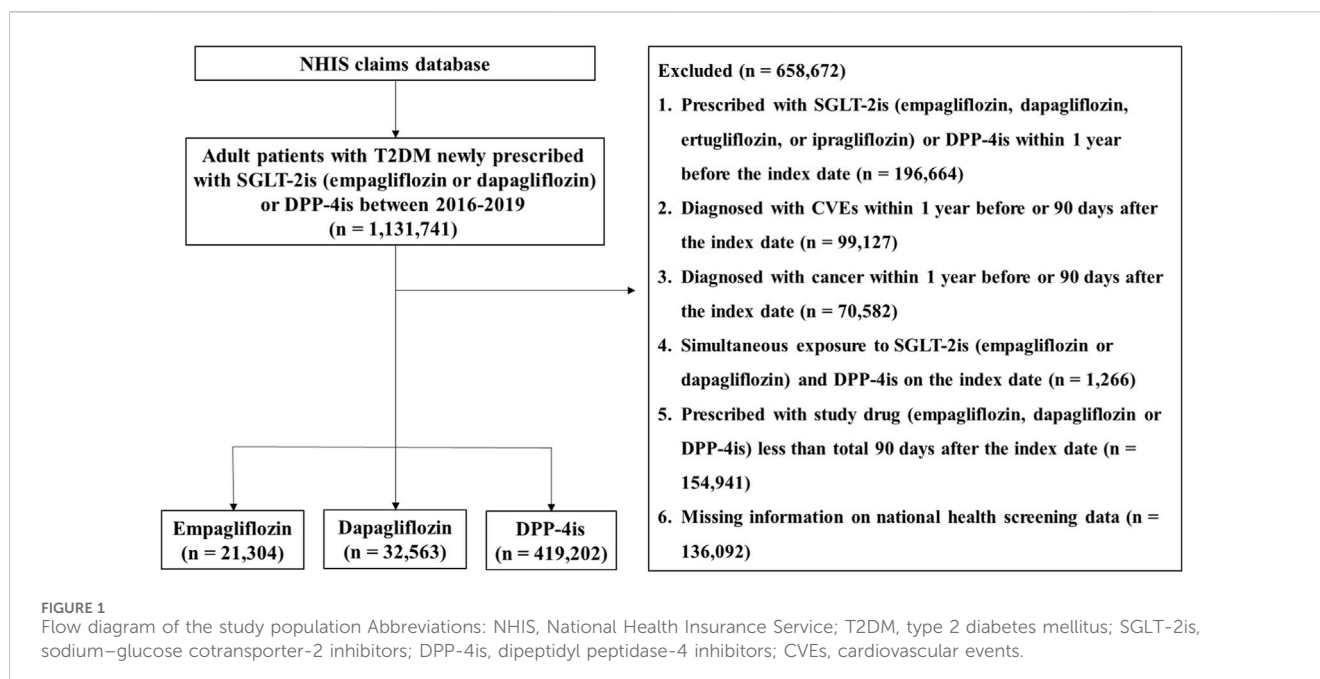 NHIS claims database
Adult patients with T2DM newly prescribed
with SGLT-2is (empagliflozin or dapagliflozin)
or DPP-4is between 2016-2019
(n = 1,131,741)
Excluded (n = 658,672)
1. Prescribed with SGLT-2is (empagliflozin, dapagliflozin,
ertugliflozin, or ipragliflozin) or DPP-4is within 1 year
before the index date (n = 196,664)
2. Diagnosed with CVEs within 1 year before or 90 days after
the index date (n = 99,127)
3. Diagnosed with cancer within 1 year before or 90 days after
the index date (n = 70,582)
4. Simultaneous exposure to SGLT-2is (empagliflozin or
dapagliflozin) and DPP-4is on the index date (n = 1,266)
5. Prescribed with study drug (empagliflozin, dapagliflozin or
DPP-4is) less than total 90 days after the index date (n =
154,941)
6. Missing information on national health screening data (n =
136,092)
Empagliflozin
(n = 21,304)
Dapagliflozin
(n = 32,563)
DPP-4is
(n = 419,202)
FIGURE 1
Flow diagram of the study population Abbreviations: NHIS, National Health Insurance Service; T2DM, type 2 diabetes mellitus; SGLT-2is,
sodium–glucose cotransporter-2 inhibitors; DPP-4is, dipeptidyl peptidase-4 inhibitors; CVEs, cardiovascular events.